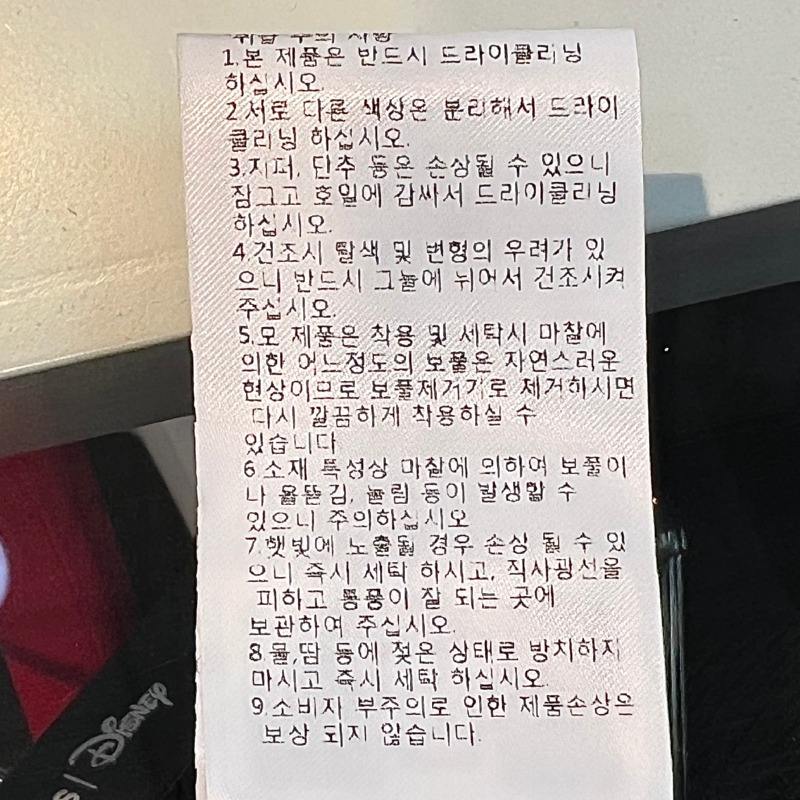 취급 주의 사항
1.본 제품은 반드시 드라이클리닝
하십시오.
2.서로 다른 색상은 분리해서 드라이
클리닝 하십시오.
3.지퍼, 단추 등은 손상될 수 있으니
잠그고 호일에 감싸서 드라이클리닝
하십시오.
4.건조시 탈색 및 변형의 우려가 있
으니 반드시 그늘에 뉘어서 건조시켜
주십시오.
5.모 제품은 착용 및 세탁시 마찰에
의한 어느정도의 보풀은 자연스러운
현상이므로 보풀제거기로 제거하시면
다시 깔끔하게 착용하실 수
있습니다
6.소재 특성상 마찰에 의하여 보풀이
나 올뜯김, 눌림 등이 발생할 수
있으니 주의하십시오
7.햇빛에 노출될 경우 손상 될 수 있
으니 즉시 세탁 하시고, 직사광선을
피하고 통풍이 잘 되는 곳에
보관하여 주십시오.
8.물,땀 등에 젖은 상태로 방치하지
마시고 즉시 세탁 하십시오.
9.소비자 부주의로 인한 제품손상은
보상 되지 않습니다.
S | Disney